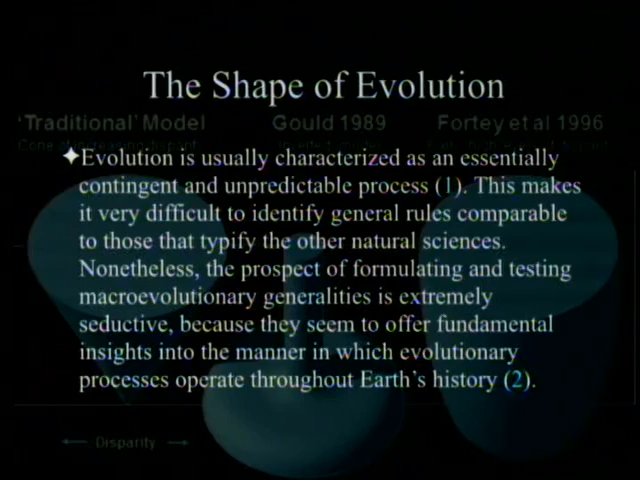 The Shape of Evolution
'Traditional' Model Gould 1989 Fortey et al 1996
✦Evolution is usually characterized as an essentially
contingent and unpredictable process (1). This makes
it very difficult to identify general rules comparable
to those that typify the other natural sciences.
Nonetheless, the prospect of formulating and testing
macroevolutionary generalities is extremely
seductive, because they seem to offer fundamental
insights into the manner in which evolutionary
processes operate throughout Earth's history (2).
Disparity